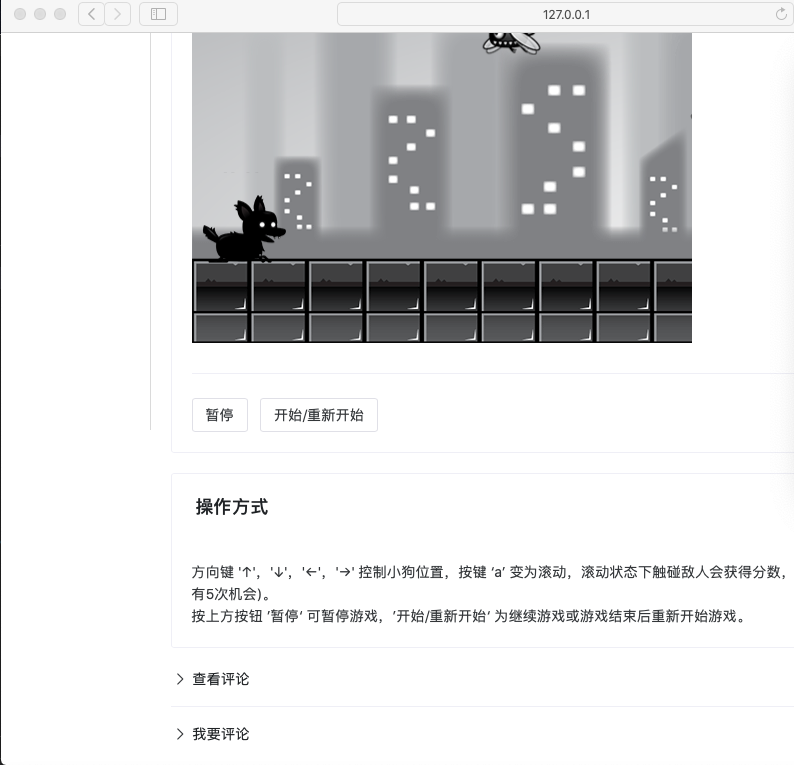 127.0.0.1
暂停
开始/重新开始
操作方式
方向键 '↑'，'↓'，'←'，'→' 控制小狗位置，按键 ‘a’ 变为滚动，滚动状态下触碰敌人会获得分数，
有5次机会)。
按上方按钮 ’暂停‘ 可暂停游戏，’开始/重新开始‘ 为继续游戏或游戏结束后重新开始游戏。
查看评论
我要评论